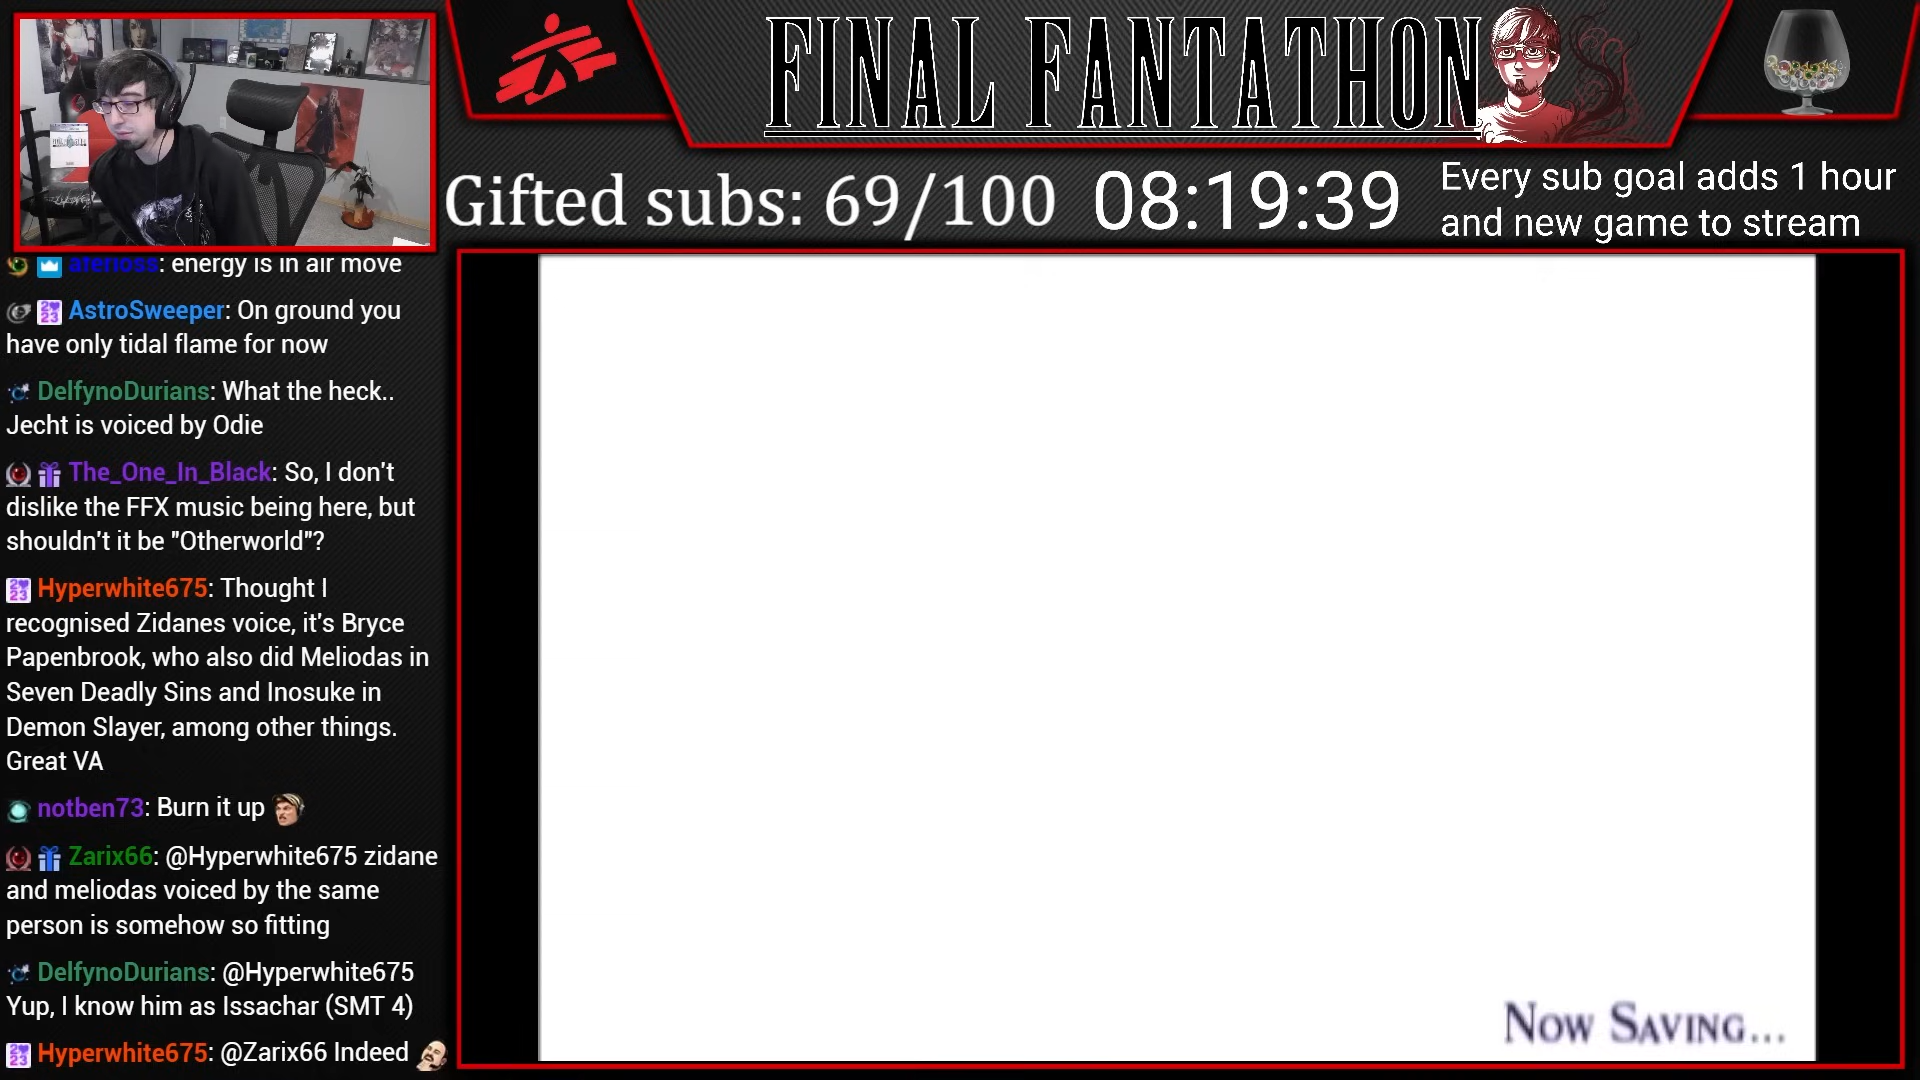 FINAL FANTATHON
Gifted subs: 69/100
08:19:39
Every sub goal adds 1 hour
and new game to stream
aferioss: energy is in air move
AstroSweeper: On ground you
have only tidal flame for now
DelfynoDurians: What the heck..
Jecht is voiced by Odie
The_One_In_Black: So, I don't
dislike the FFX music being here, but
shouldn't it be "Otherworld"?
Hyperwhite675: Thought I
recognised Zidanes voice, it's Bryce
Papenbrook, who also did Meliodas in
Seven Deadly Sins and Inosuke in
Demon Slayer, among other things.
Great VA
notben73: Burn it up
Zarix66: @Hyperwhite675 zidane
and meliodas voiced by the same
person is somehow so fitting
DelfynoDurians: @Hyperwhite675
Yup, I know him as Issachar (SMT 4)
Hyperwhite675: @Zarix66 Indeed
NOW SAVING...